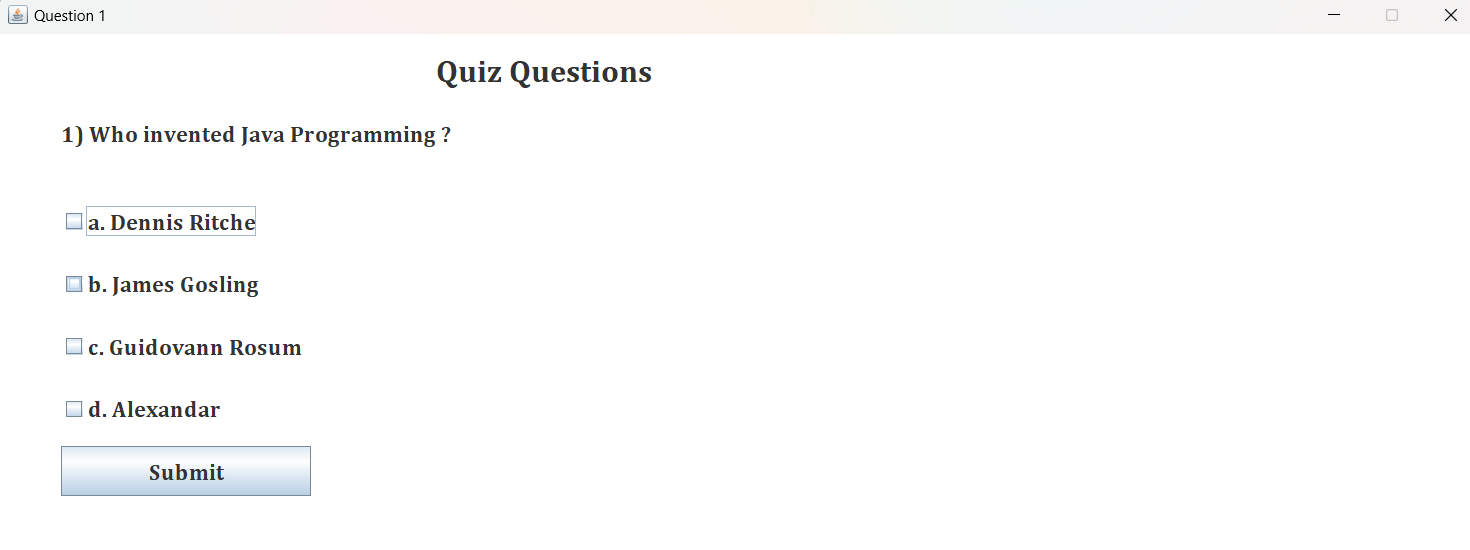 Question 1
Quiz Questions
1) Who invented Java Programming ?
a. Dennis Ritche
b. James Gosling
c. Guidovann Rosum
d. Alexandar
Submit